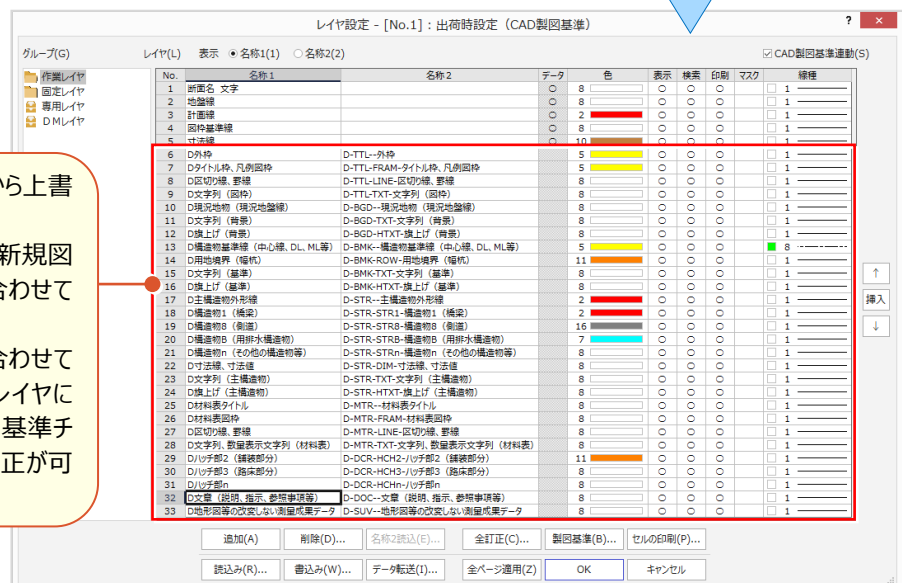 レイヤ設定 - [No.1]：出荷時設定（CAD製図基準）
? ×
グループ(G) レイヤ(L) 表示 名称1(1) 名称2(2) CAD製図基準連動(S)
作業レイヤ
固定レイヤ
専用レイヤ
ＤＭレイヤ
No. 名称１ 名称２ データ 色 表示 検索 印刷 マスク 線種
1 断面名 文字 ○ 8 ○ ○ ○ 1
2 地盤線 ○ 8 ○ ○ ○ 1
3 計画線 ○ 2 ○ ○ ○ 1
4 図枠基準線 ○ 8 ○ ○ ○ 1
5 寸法線 ○ 10 ○ ○ ○ 1
6 D外枠 D-TTL--外枠 5 ○ ○ ○ 1
7 Dタイトル枠、凡例図枠 D-TTL-FRAM-タイトル枠、凡例図枠 5 ○ ○ ○ 1
8 D区切り線、罫線 D-TTL-LINE-区切り線、罫線 8 ○ ○ ○ 1
9 D文字列（図枠） D-TTL-TXT-文字列（図枠） 8 ○ ○ ○ 1
10 D現況地物（現況地盤線） D-BGD--現況地物（現況地盤線） 8 ○ ○ ○ 1
11 D文字列（背景） D-BGD-TXT-文字列（背景） 8 ○ ○ ○ 1
12 D旗上げ（背景） D-BGD-HTXT-旗上げ（背景） 8 ○ ○ ○ 1
13 D構造物基準線（中心線、DL、ML等） D-BMK--構造物基準線（中心線、DL、ML等） 5 ○ ○ ○ 8
14 D用地境界（幅杭） D-BMK-ROW-用地境界（幅杭） 11 ○ ○ ○ 1
15 D文字列（基準） D-BMK-TXT-文字列（基準） 8 ○ ○ ○ 1
16 D旗上げ（基準） D-BMK-HTXT-旗上げ（基準） 8 ○ ○ ○ 1
17 D主構造物外形線 D-STR--主構造物外形線 2 ○ ○ ○ 1
18 D構造物1（橋梁） D-STR-STR1-構造物1（橋梁） 2 ○ ○ ○ 1
19 D構造物8（側道） D-STR-STR8-構造物8（側道） 16 ○ ○ ○ 1
20 D構造物B（用排水構造物） D-STR-STRB-構造物B（用排水構造物） 7 ○ ○ ○ 1
21 D構造物n（その他の構造物等） D-STR-STRn-構造物n（その他の構造物等） 8 ○ ○ ○ 1
22 D寸法線、寸法値 D-STR-DIM-寸法線、寸法値 8 ○ ○ ○ 1
23 D文字列（主構造物） D-STR-TXT-文字列（主構造物） 8 ○ ○ ○ 1
24 D旗上げ（主構造物） D-STR-HTXT-旗上げ（主構造物） 8 ○ ○ ○ 1
25 D材料表タイトル D-MTR--材料表タイトル 8 ○ ○ ○ 1
26 D材料表図枠 D-MTR-FRAM-材料表図枠 8 ○ ○ ○ 1
27 D区切り線、罫線 D-MTR-LINE-区切り線、罫線 8 ○ ○ ○ 1
28 D文字列、数量表示文字列（材料表） D-MTR-TXT-文字列、数量表示文字列（材料表） 8 ○ ○ ○ 1
29 Dハッチ部2（舗装部分） D-DCR-HCH2-ハッチ部2（舗装部分） 11 ○ ○ ○ 1
30 Dハッチ部3（路床部分） D-DCR-HCH3-ハッチ部3（路床部分） 8 ○ ○ ○ 1
31 Dハッチ部n D-DCR-HCHn-ハッチ部n 8 ○ ○ ○ 1
32 D文章（説明、指示、参照事項等） D-DOC--文章（説明、指示、参照事項等） 8 ○ ○ ○ 1
33 D地形図等の改変しない測量成果データ D-SUV--地形図等の改変しない測量成果データ 8 ○ ○ ○ 1
から上書
新規図
合わせて
合わせて
レイヤに
基準チ
正が可
↑
挿入
↓
追加(A) 削除(D)... 名称2読込(E)... 全訂正(C)... 製図基準(B)... セルの印刷(P)...
読込み(R)... 書込み(W)... データ転送(I)... 全ページ適用(Z) OK キャンセル